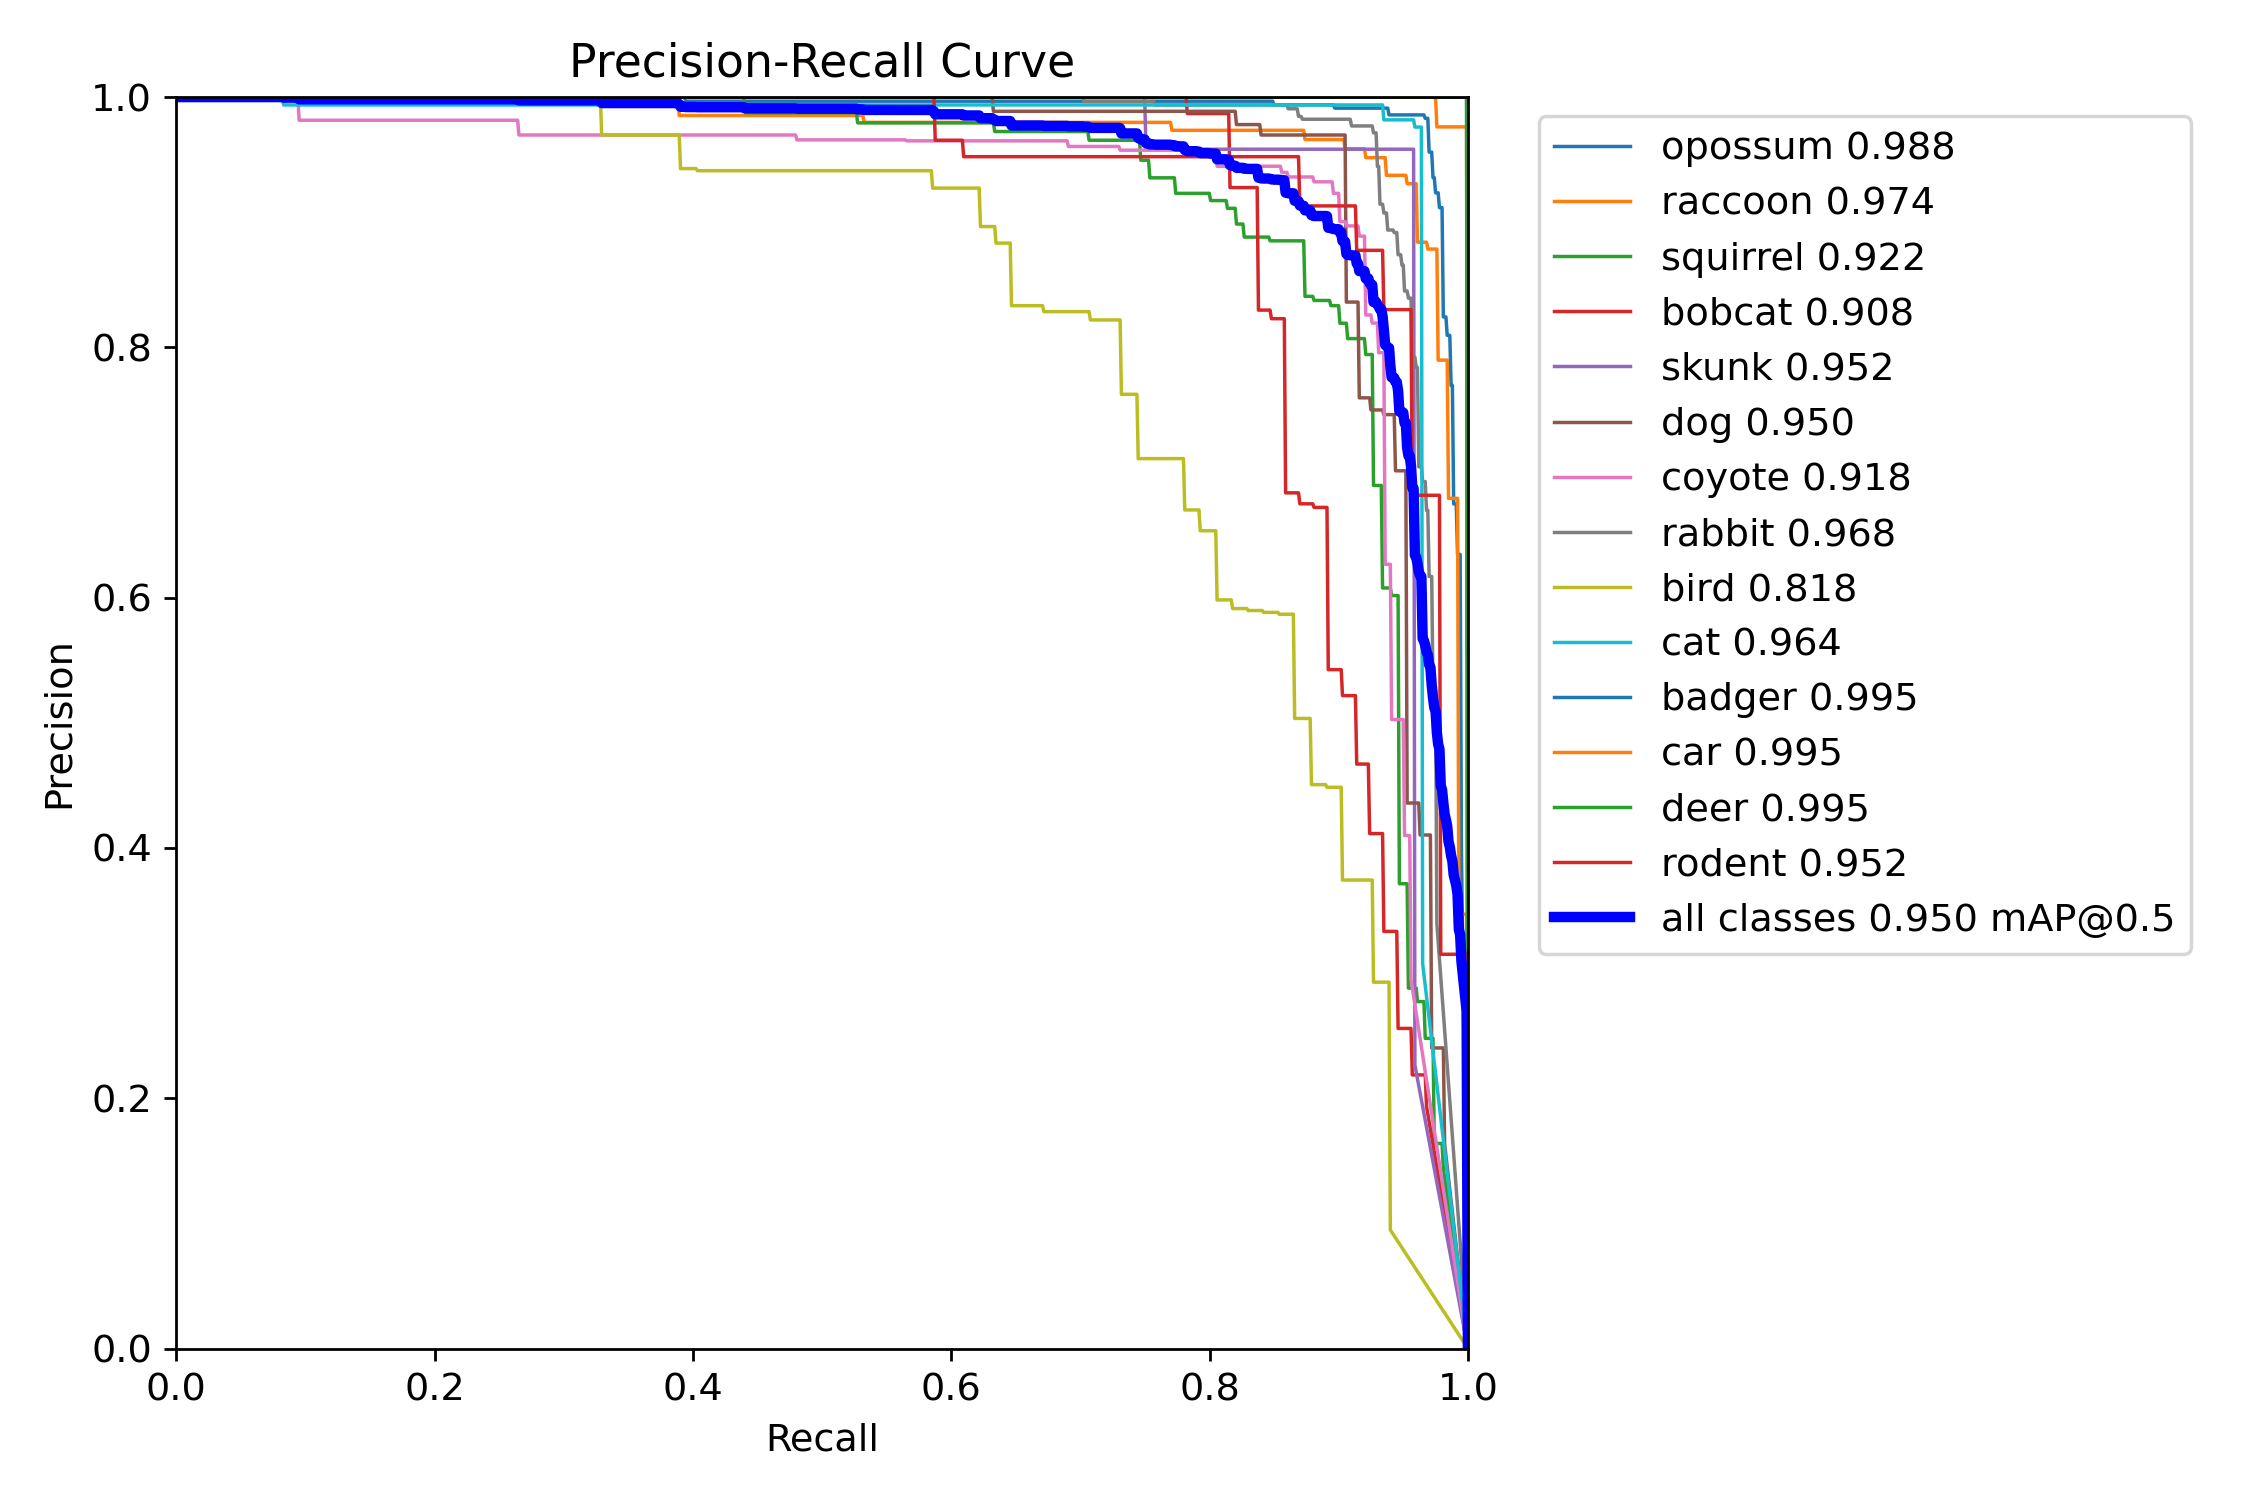 Precision-Recall Curve
1.0
0.8
0.6
0.4
0.2
0.0
Precision
0.0 0.2 0.4 0.6 0.8 1.0
Recall
opossum 0.988
raccoon 0.974
squirrel 0.922
bobcat 0.908
skunk 0.952
dog 0.950
coyote 0.918
rabbit 0.968
bird 0.818
cat 0.964
badger 0.995
car 0.995
deer 0.995
rodent 0.952
all classes 0.950 mAP@0.5